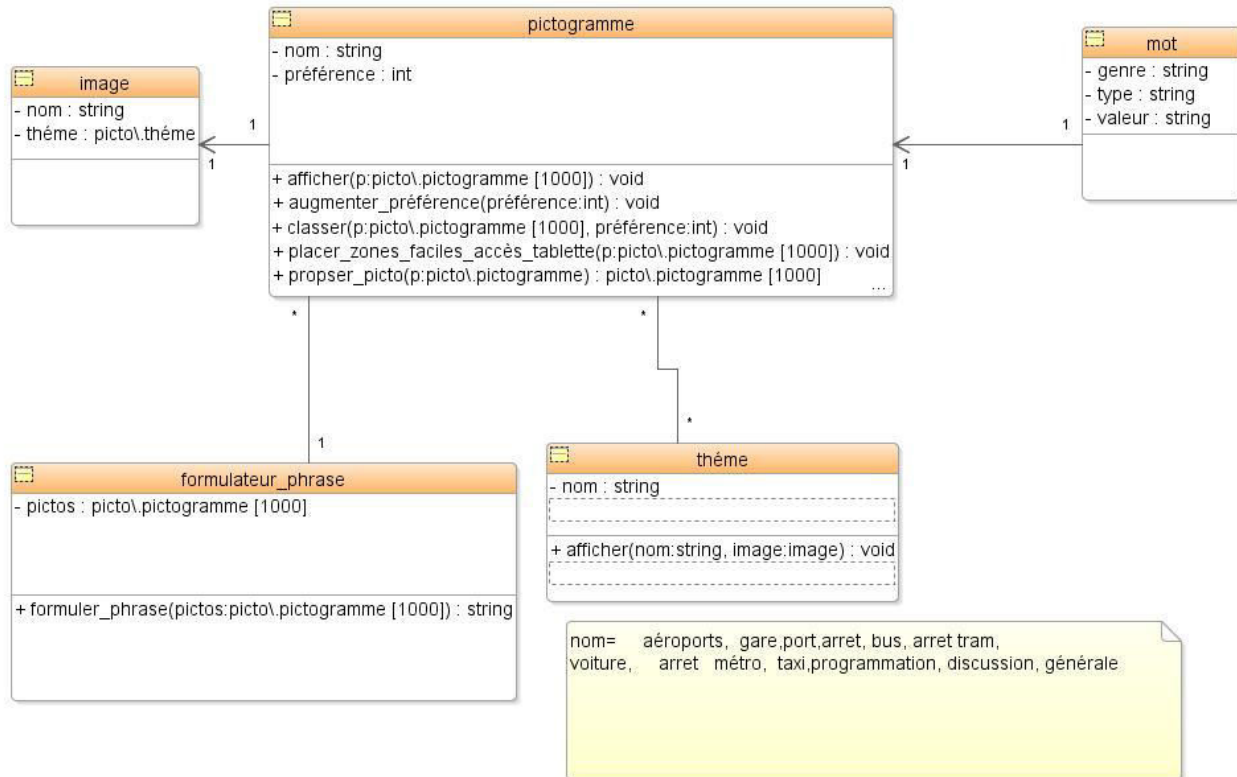 pictogramme
- nom : string
- préférence : int
+ afficher(p:picto\.pictogramme [1000]) : void
+ augmenter_préférence(préférence:int) : void
+ classer(p:picto\.pictogramme [1000], préférence:int) : void
+ placer_zones_faciles_accès_tablette(p:picto\.pictogramme [1000]) : void
+ propser_picto(p:picto\.pictogramme) : picto\.pictogramme [1000]
...
mot
- genre : string
- type : string
- valeur : string
image
- nom : string
- théme : picto\.théme
1
1
1
1
*
1
*
*
formulateur_phrase
- pictos : picto\.pictogramme [1000]
+ formuler_phrase(pictos:picto\.pictogramme [1000]) : string
théme
- nom : string
+ afficher(nom:string, image:image) : void
nom= aéroports, gare,port,arret, bus, arret tram,
voiture, arret métro, taxi,programmation, discussion, générale